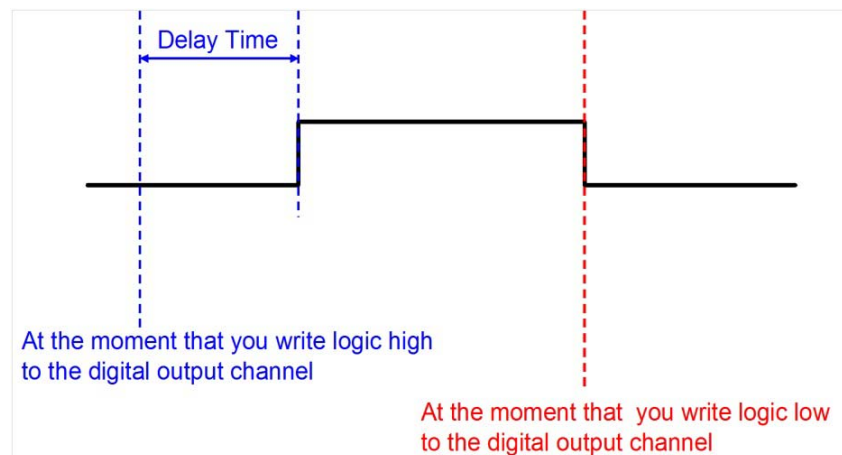 Delay Time
At the moment that you write logic high
to the digital output channel
At the moment that you write logic low
to the digital output channel